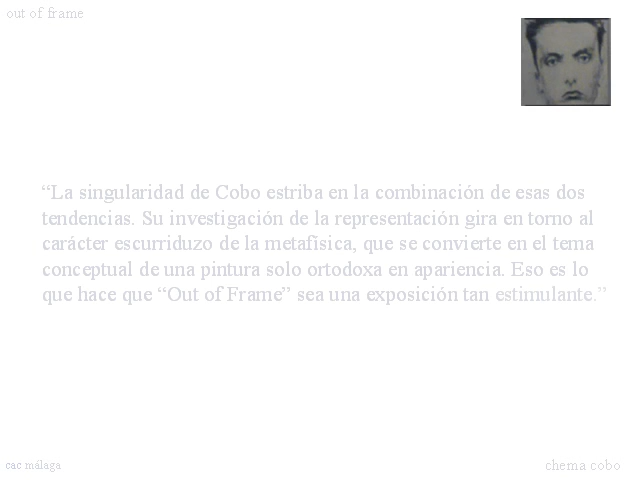 out of frame
“La singularidad de Cobo estriba en la combinación de esas dos
tendencias. Su investigación de la representación gira en torno al
carácter escurriduzo de la metafísica, que se convierte en el tema
conceptual de una pintura solo ortodoxa en apariencia. Eso es lo
que hace que “Out of Frame” sea una exposición tan estimulante.”
cac málaga
chema cobo